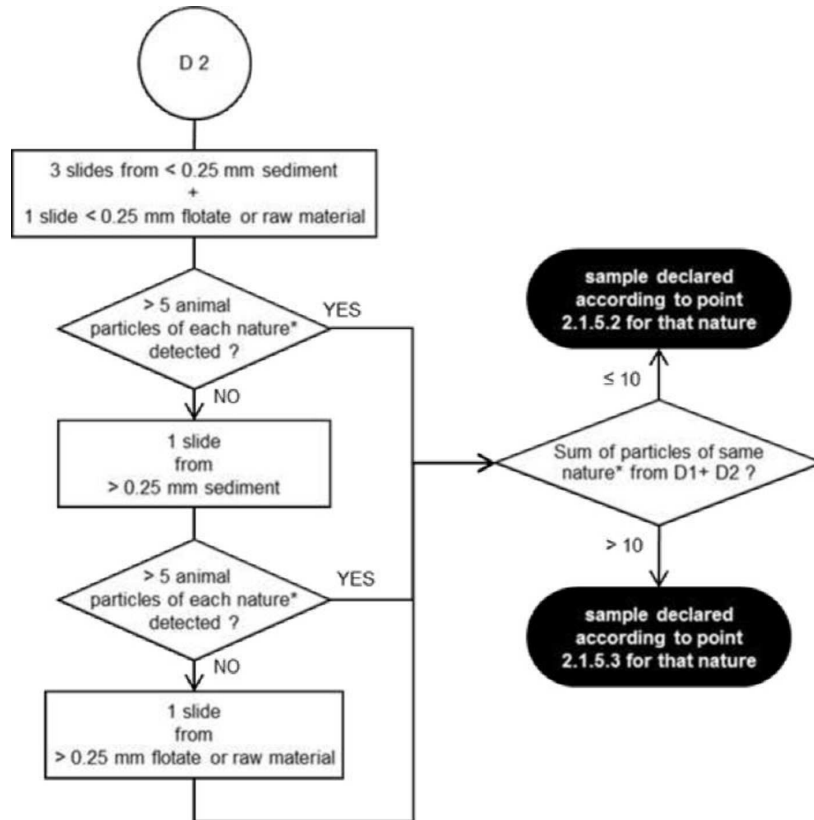 D 2
3 slides from < 0.25 mm sediment
+
1 slide < 0.25 mm flotate or raw material
> 5 animal
particles of each nature*
detected ?
YES
NO
1 slide
from
> 0.25 mm sediment
> 5 animal
particles of each nature*
detected ?
YES
NO
1 slide
from
> 0.25 mm flotate or raw material
sample declared
according to point
2.1.5.2 for that nature
≤ 10
Sum of particles of same
nature* from D1+ D2 ?
> 10
sample declared
according to point
2.1.5.3 for that nature